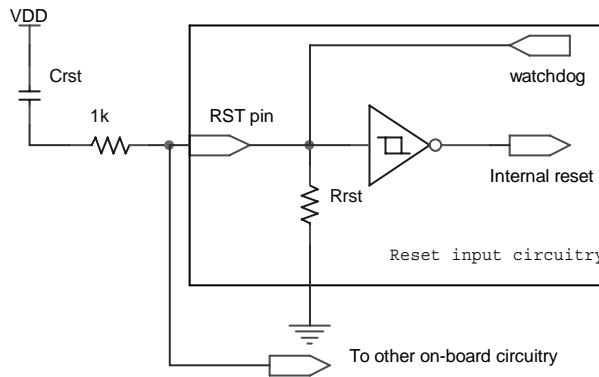 VDD
Crst
1k
RST pin
watchdog
Internal reset
Rrst
Reset input circuitry
To other on-board circuitry